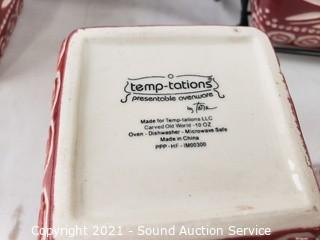 temp-tations
presentable ovenware
by Tara
Made for Temp-tations LLC
Carved Old World - 10 OZ
Oven - Dishwasher - Microwave Safe
Made in China
PPP - HF - IM00300
Copyright 2021 - Sound Auction Service